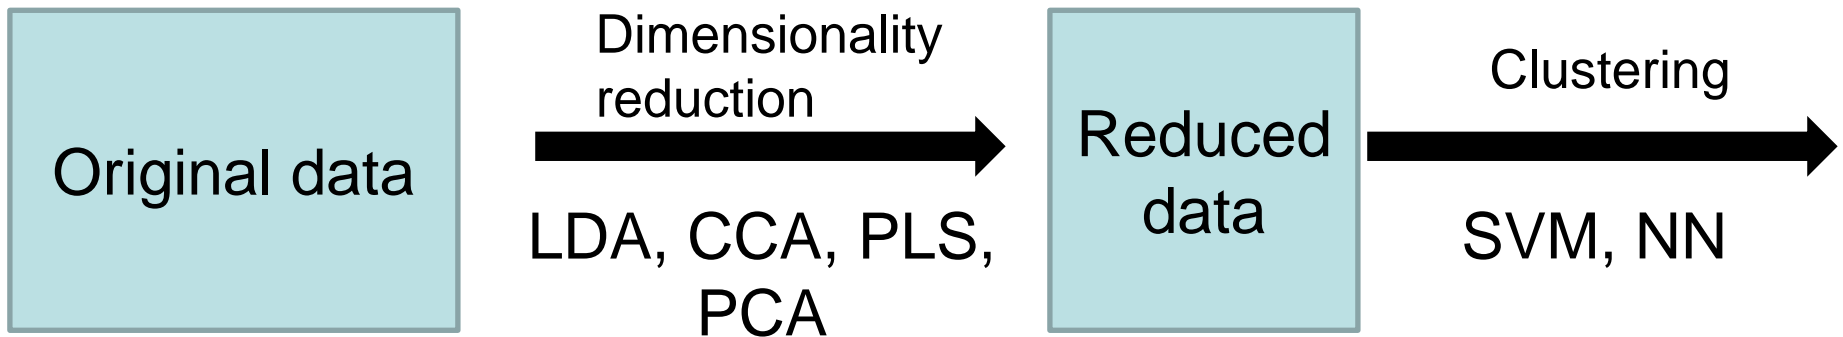 Original data
Dimensionality
reduction
LDA, CCA, PLS,
PCA
Reduced
data
Clustering
SVM, NN